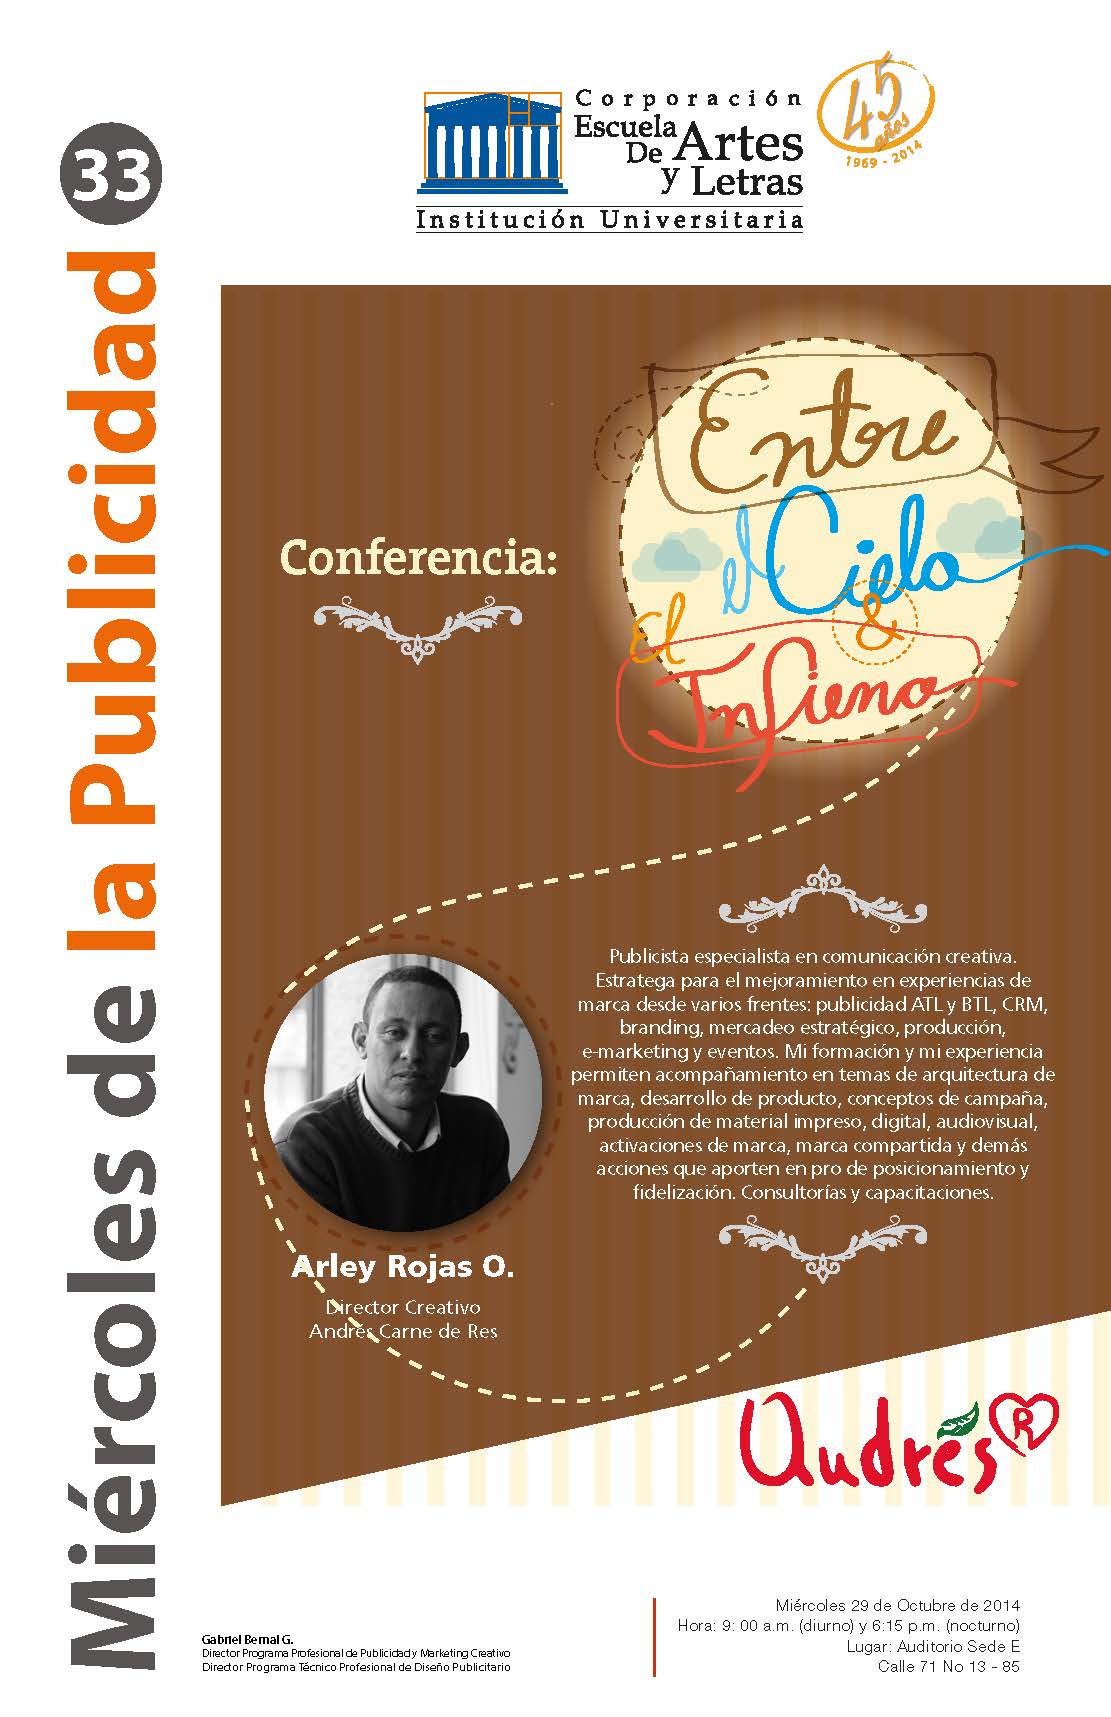 Corporación
Escuela
De Artes
y Letras
Institución Universitaria
45
años
1969 - 2014
Miércoles de la Publicidad 33
Conferencia:
Entre
el Cielo
&
El
Infieno
Publicista especialista en comunicación creativa.
Estratega para el mejoramiento en experiencias de
marca desde varios frentes: publicidad ATL y BTL, CRM,
branding, mercadeo estratégico, producción,
e-marketing y eventos. Mi formación y mi experiencia
permiten acompañamiento en temas de arquitectura de
marca, desarrollo de producto, conceptos de campaña,
producción de material impreso, digital, audiovisual,
activaciones de marca, marca compartida y demás
acciones que aporten en pro de posicionamiento y
fidelización. Consultorías y capacitaciones.
Arley Rojas O.
Director Creativo
Andrés Carne de Res
Andrés R
Gabriel Bernal G.
Director Programa Profesional de Publicidad y Marketing Creativo
Director Programa Técnico Profesional de Diseño Publicitario
Miércoles 29 de Octubre de 2014
Hora: 9: 00 a.m. (diurno) y 6:15 p.m. (nocturno)
Lugar: Auditorio Sede E
Calle 71 No 13 - 85